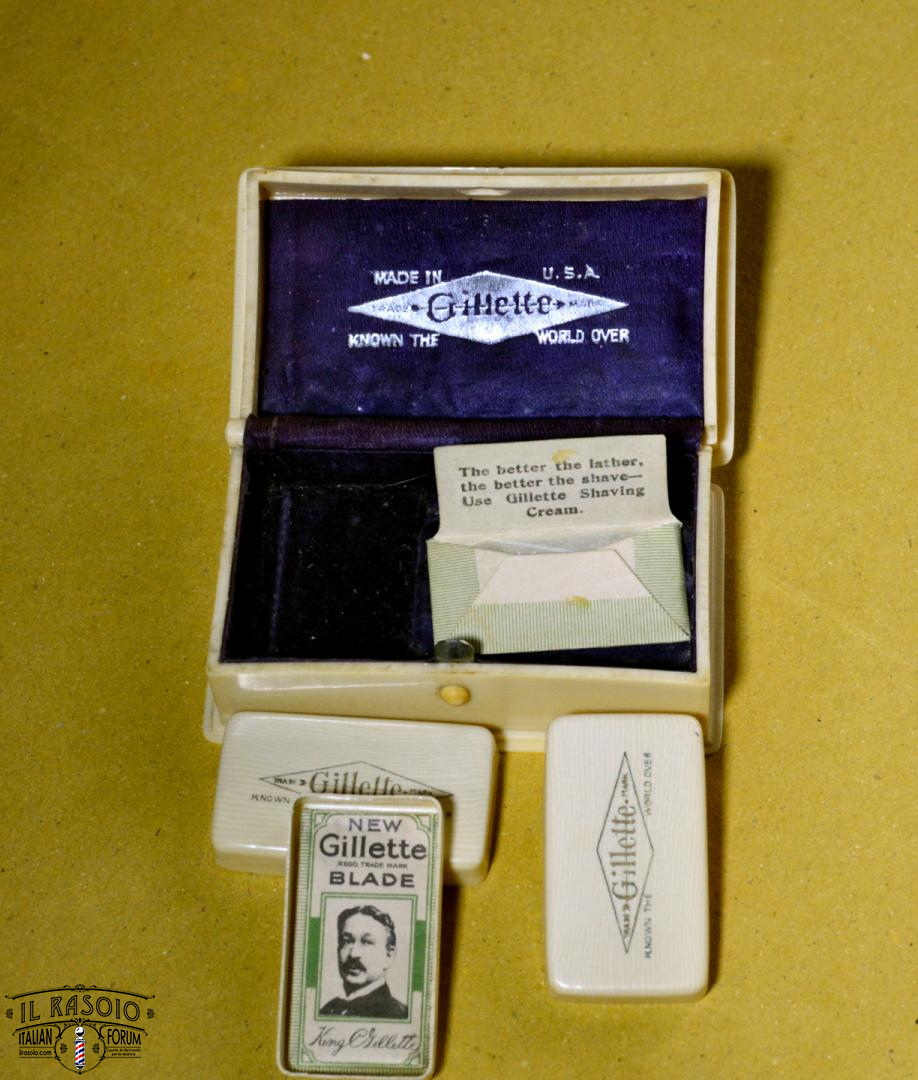 MADE IN U.S.A.
TRADE Gillette MARK
KNOWN THE WORLD OVER
The better the lather,
the better the shave—
Use Gillette Shaving
Cream.
TRADE Gillette MARK
KNOWN
NEW
Gillette
REGD. TRADE MARK
BLADE
King C Gillette
TRADE Gillette MARK
KNOWN THE WORLD OVER
IL RASOIO
ITALIAN FORUM
ilrasoio.com